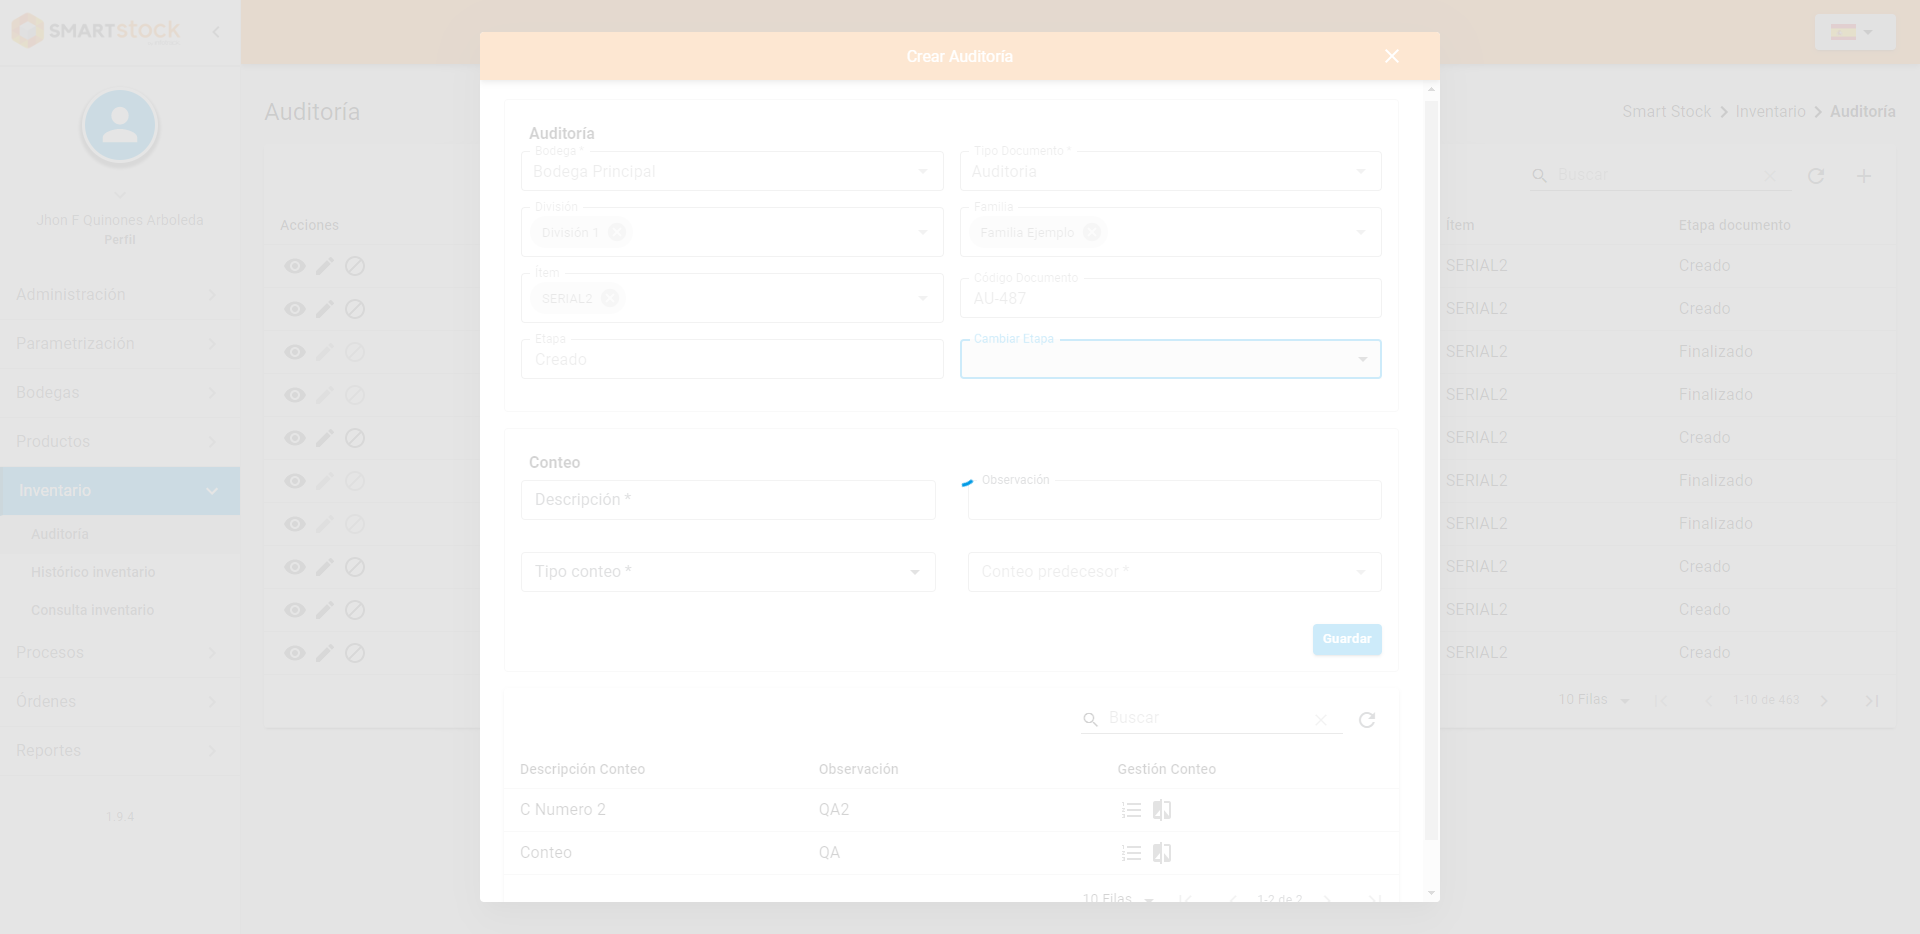 SMARTstock
Jhon F Quinones Arboleda
Perfil
Administración
Parametrización
Bodegas
Productos
Inventario
Auditoría
Histórico inventario
Consulta inventario
Procesos
Órdenes
Reportes
1.9.4
Auditoría
Smart Stock Inventario Auditoría
Buscar
Acciones
Ítem Etapa documento
SERIAL2 Creado
SERIAL2 Creado
SERIAL2 Finalizado
SERIAL2 Finalizado
SERIAL2 Creado
SERIAL2 Finalizado
SERIAL2 Finalizado
SERIAL2 Creado
SERIAL2 Creado
SERIAL2 Creado
10 Filas 1-10 de 463
Crear Auditoría
Auditoría
Bodega * Tipo Documento *
Bodega Principal Auditoría
División Familia
División 1 Familia Ejemplo
Ítem Código Documento
SERIAL2 AU-487
Etapa Cambiar Etapa
Creado
Conteo
Descripción * Observación
Tipo conteo * Conteo predecesor *
Guardar
Buscar
Descripción Conteo Observación Gestión Conteo
C Numero 2 QA2
Conteo QA
10 Filas 1-2 de 2